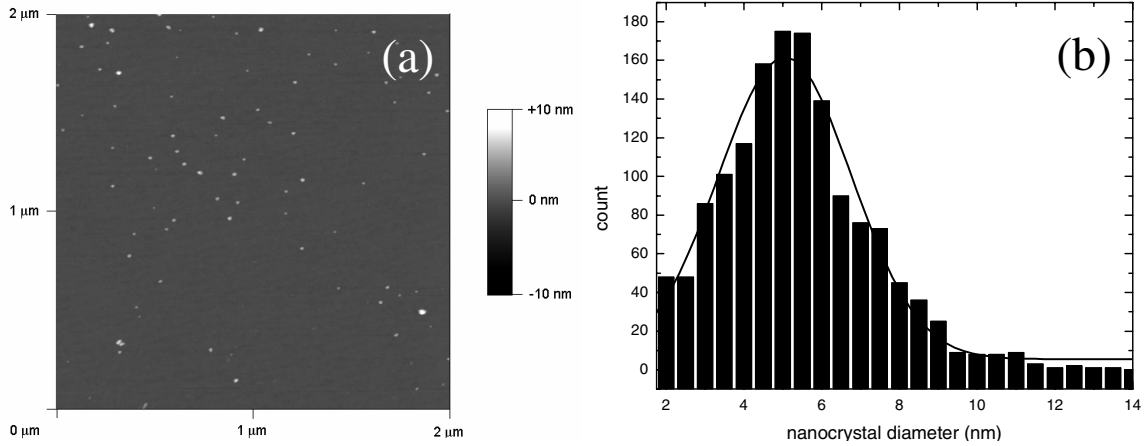 2 µm
(a)
1 µm
0 µm
1 µm
2 µm
+10 nm
0 nm
-10 nm
(b)
count
180
160
140
120
100
80
60
40
20
0
2 4 6 8 10 12 14
nanocrystal diameter (nm)